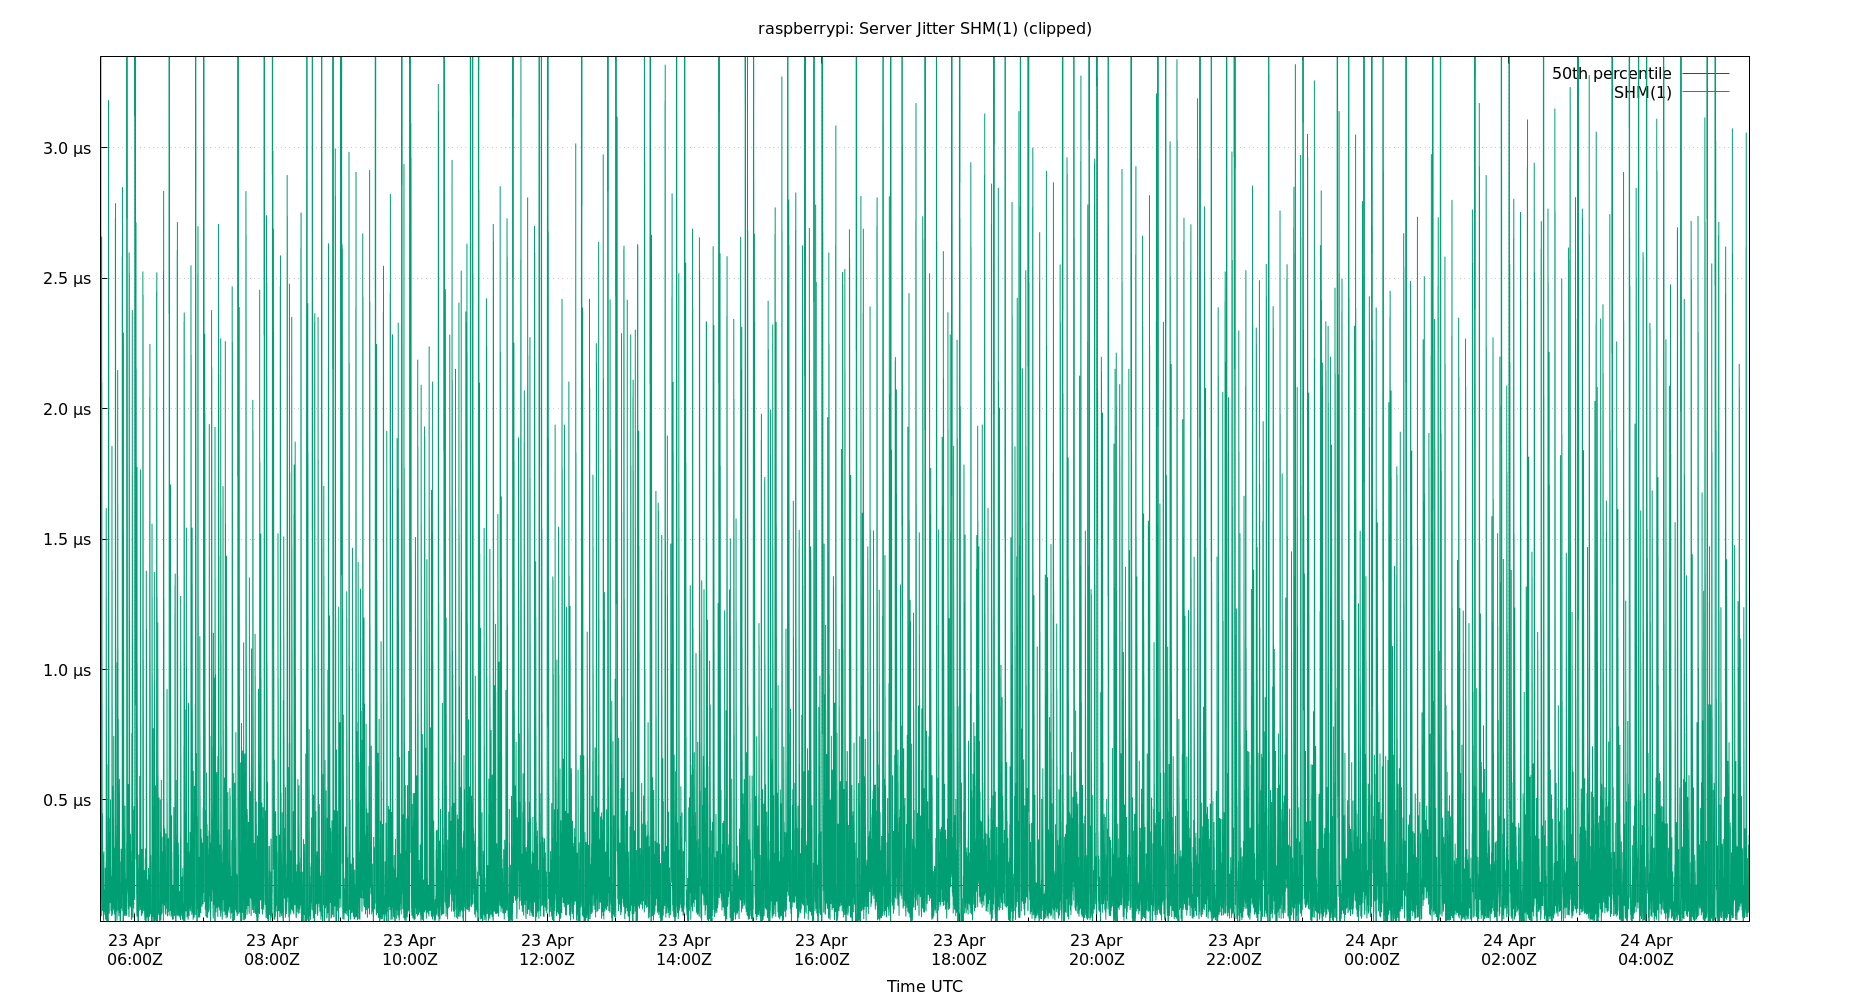 raspberrypi: Server Jitter SHM(1) (clipped)
50th percentile
SHM(1)
3.0 µs
2.5 µs
2.0 µs
1.5 µs
1.0 µs
0.5 µs
23 Apr 23 Apr 23 Apr 23 Apr 23 Apr 23 Apr 23 Apr 23 Apr 23 Apr 24 Apr 24 Apr 24 Apr
06:00Z 08:00Z 10:00Z 12:00Z 14:00Z 16:00Z 18:00Z 20:00Z 22:00Z 00:00Z 02:00Z 04:00Z
Time UTC